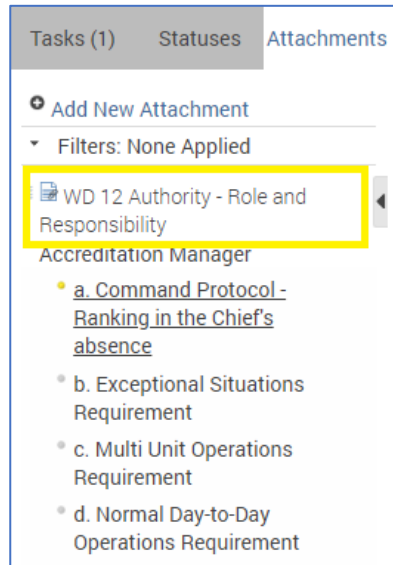 Tasks (1) Statuses Attachments
Add New Attachment
Filters: None Applied
WD 12 Authority - Role and
Responsibility
Accreditation Manager
a. Command Protocol -
Ranking in the Chief's
absence
b. Exceptional Situations
Requirement
c. Multi Unit Operations
Requirement
d. Normal Day-to-Day
Operations Requirement